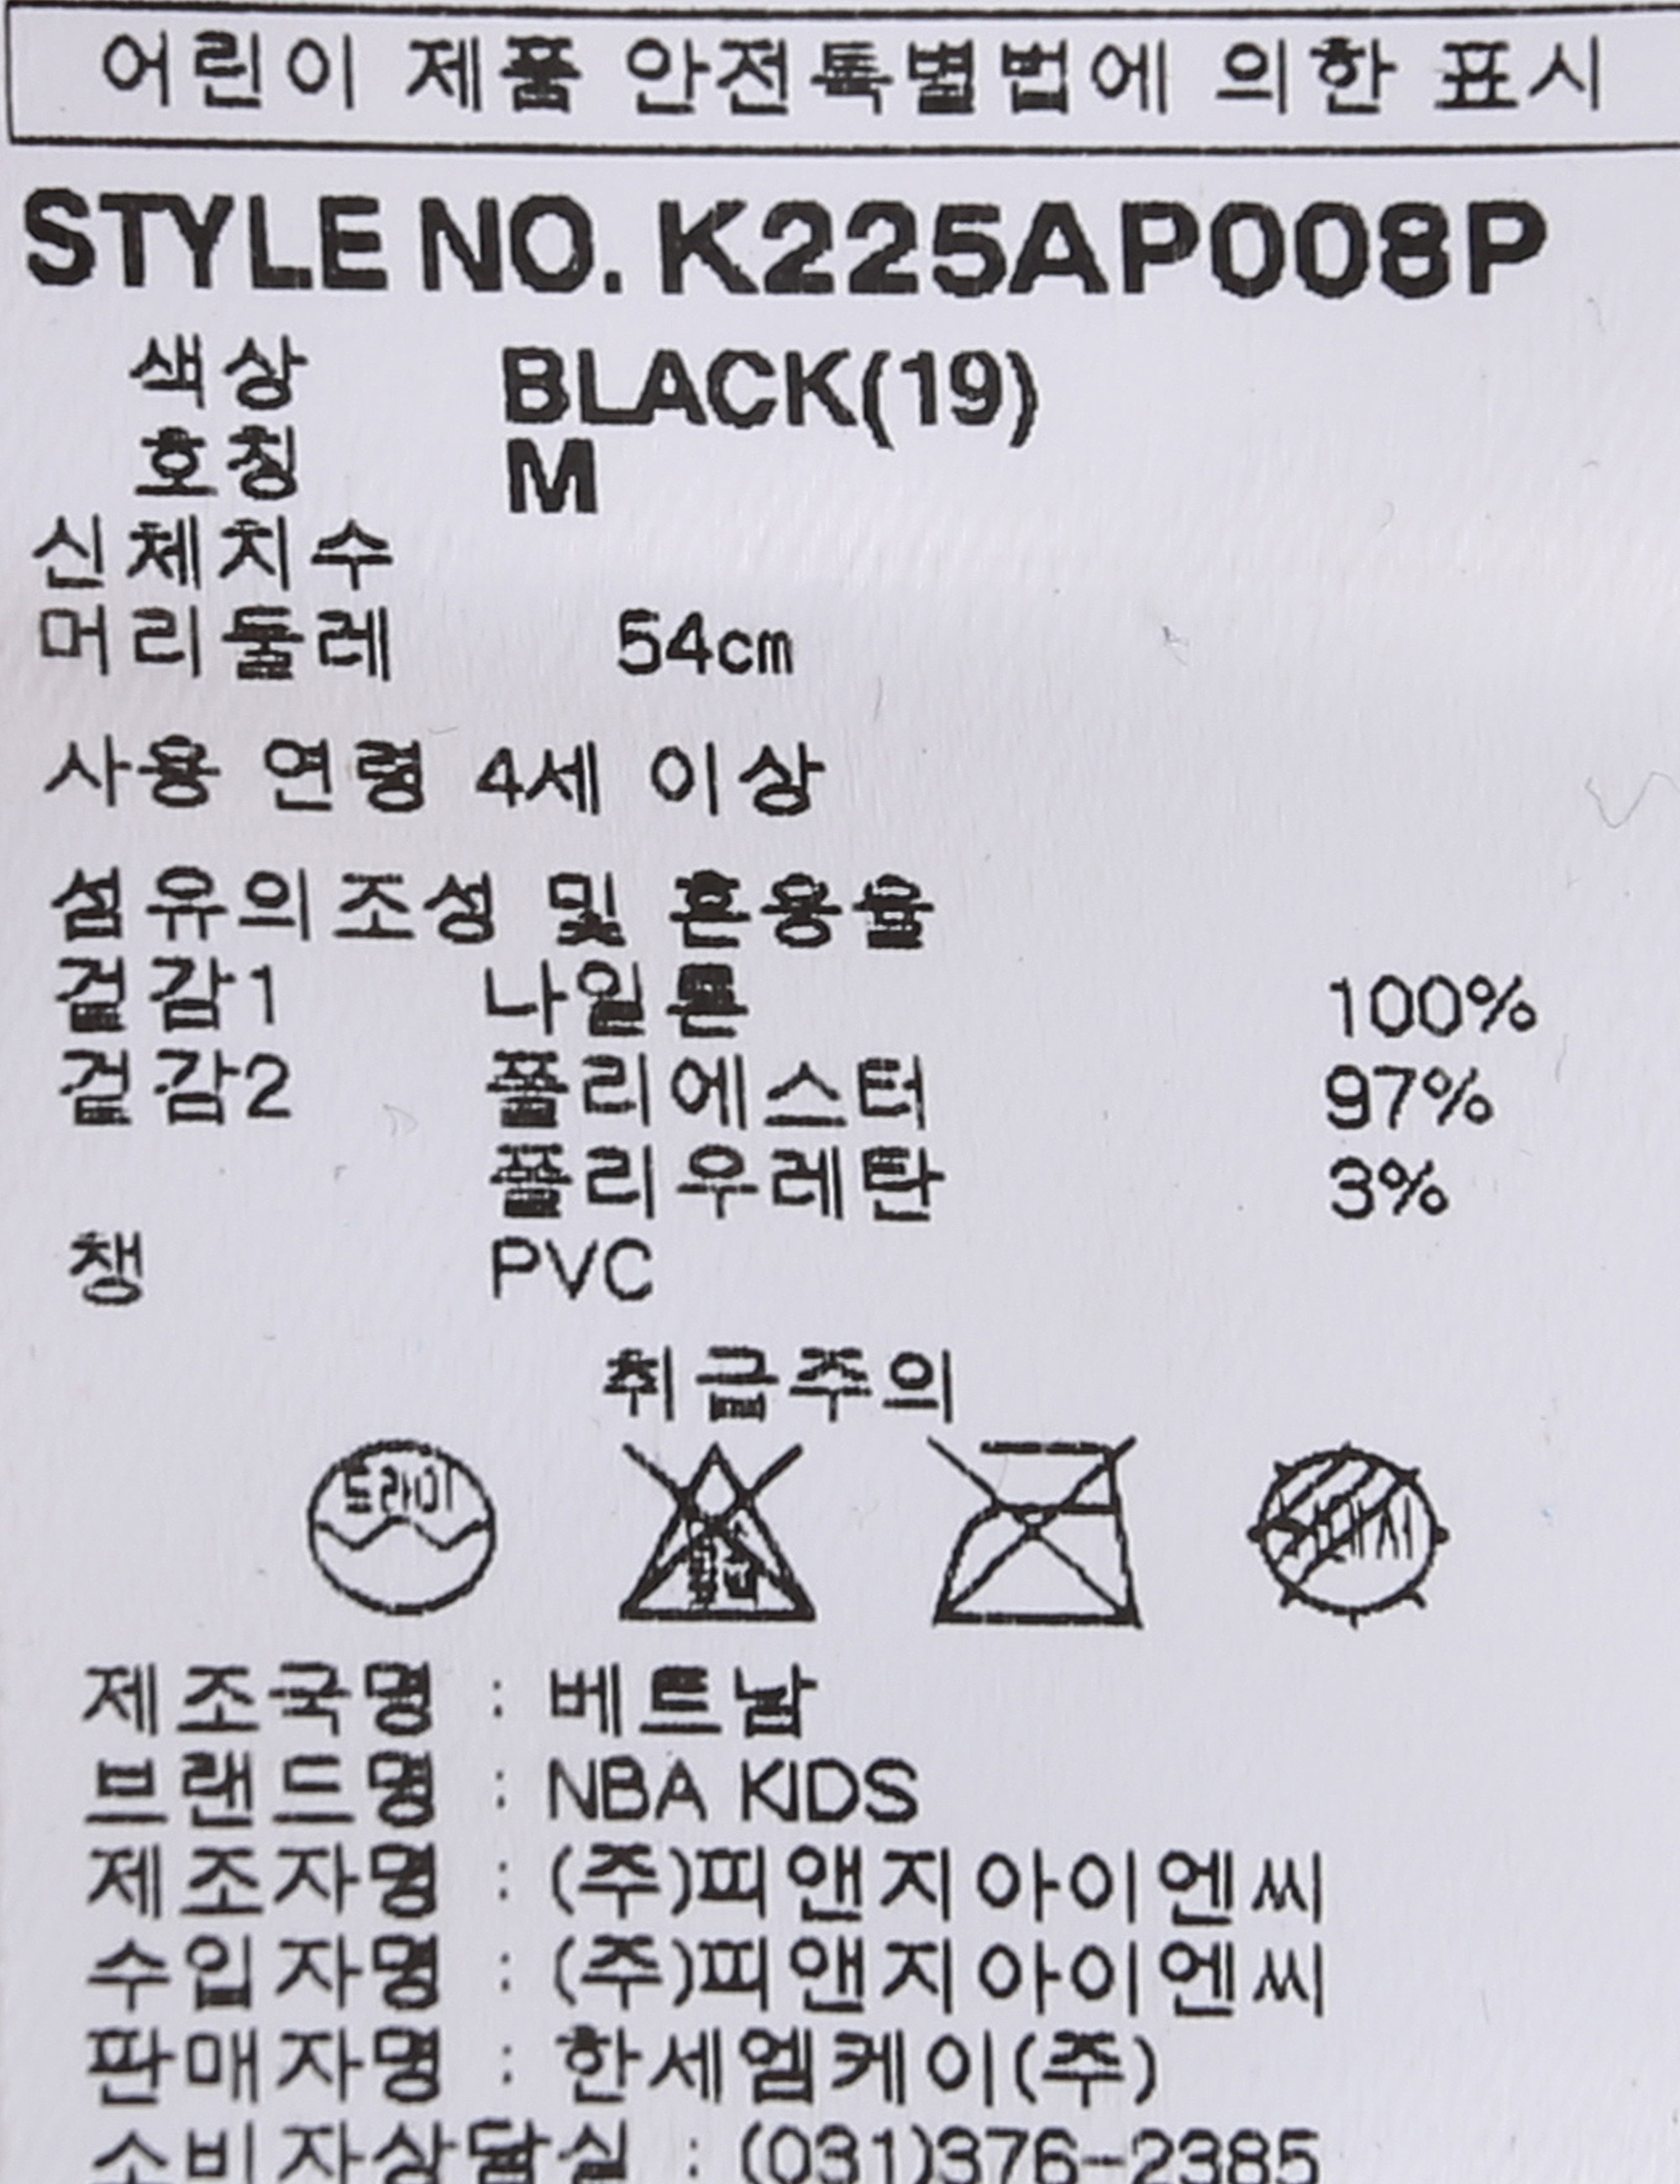 어린이 제품 안전특별법에 의한 표시
STYLE NO. K225AP008P
색상 BLACK(19)
호칭 M
신체치수
머리둘레 54cm
사용 연령 4세 이상
섬유의조성 및 혼용율
겉감1 나일론 100%
겉감2 폴리에스터 97%
폴리우레탄 3%
챙 PVC
취급주의
드라이
제조국명 : 베트남
브랜드명 : NBA KIDS
제조자명 : (주)피앤지아이엔씨
수입자명 : (주)피앤지아이엔씨
판매자명 : 한세엠케이(주)
소비자상담실 : (031)376-2385